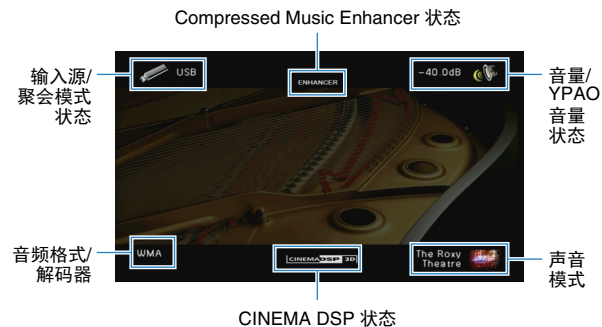 Compressed Music Enhancer 状态
输入源/
聚会模式
状态
USB
ENHANCER
-40.0dB
音量/
YPAO
音量
状态
音频格式/
解码器
WMA
CINEMA DSP 3D
The Roxy
Theatre
声音
模式
CINEMA DSP 状态